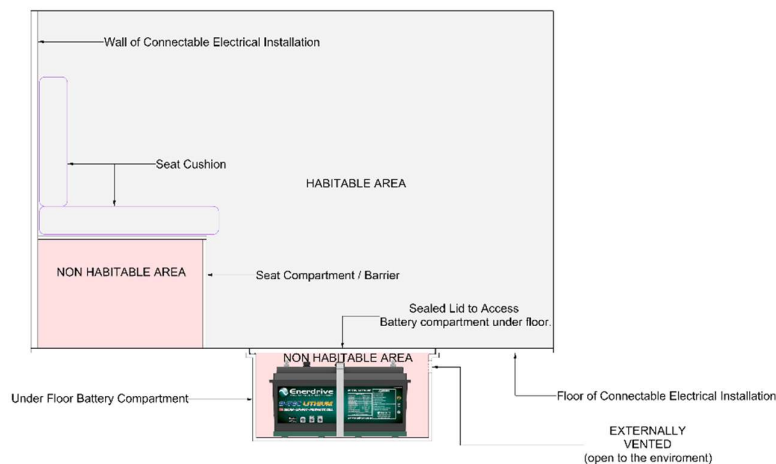 Wall of Connectable Electrical Installation
Seat Cushion
HABITABLE AREA
NON HABITABLE AREA
Seat Compartment / Barrier
Sealed Lid to Access
Battery compartment under floor.
NON HABITABLE AREA
Enerdrive
LITHIUM
Under Floor Battery Compartment
Floor of Connectable Electrical Installation
EXTERNALLY
VENTED
(open to the enviroment)